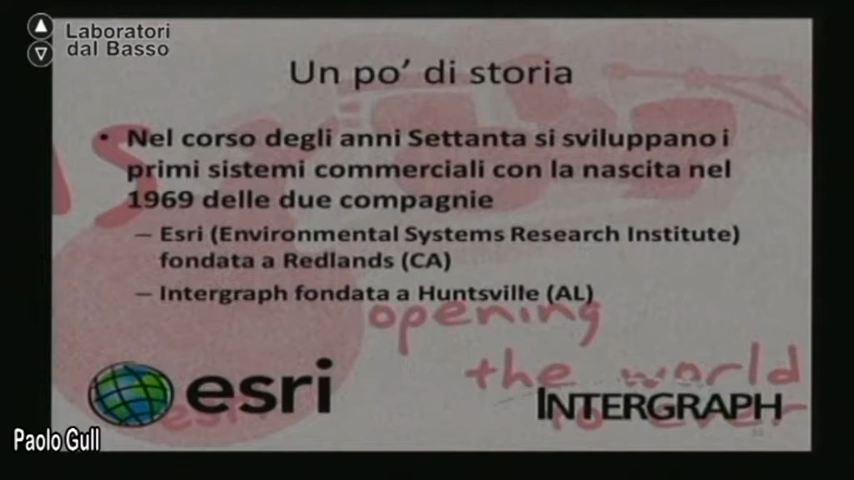 Laboratori
dal Basso
Un po’ di storia
• Nel corso degli anni Settanta si sviluppano i
primi sistemi commerciali con la nascita nel
1969 delle due compagnie
– Esri (Environmental Systems Research Institute)
fondata a Redlands (CA)
– Intergraph fondata a Huntsville (AL)
opening
the world
esri
INTERGRAPH
to ever
Paolo Gull